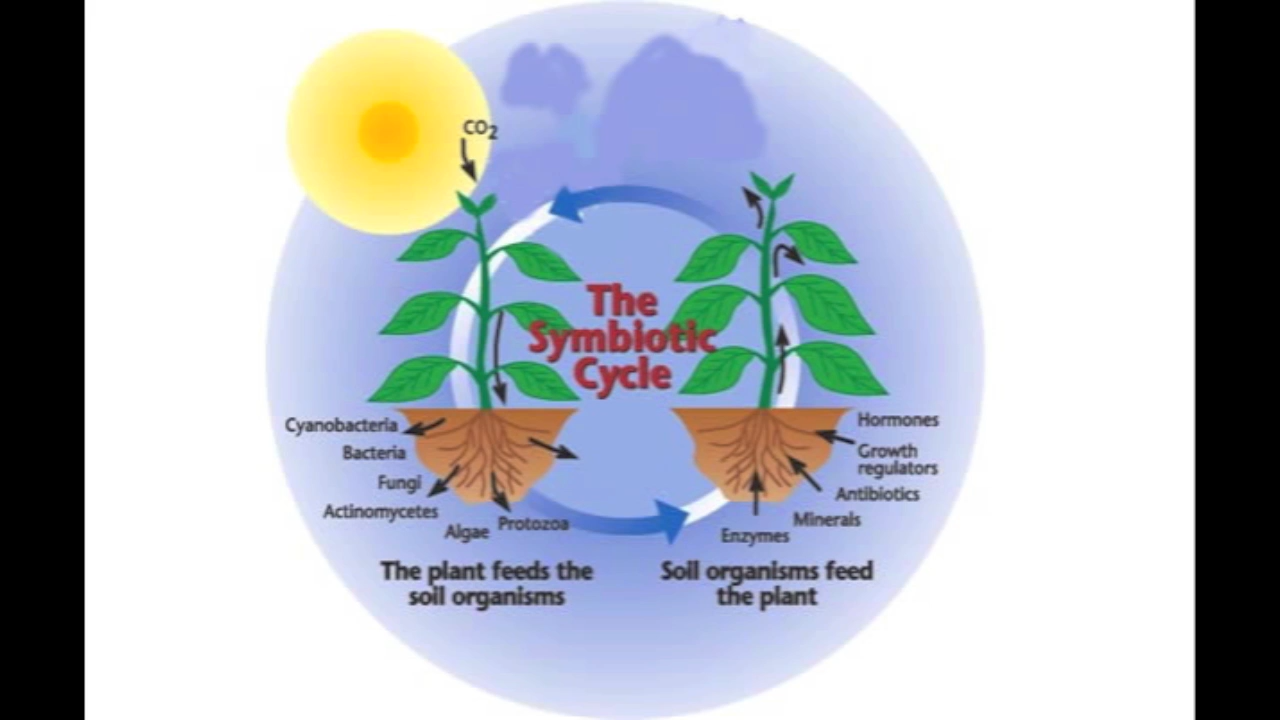 CO2
The
Symbiotic
Cycle
Cyanobacteria
Bacteria
Fungi
Actinomycetes
Algae
Protozoa
The plant feeds the
soil organisms
Hormones
Growth
regulators
Antibiotics
Minerals
Enzymes
Soil organisms feed
the plant